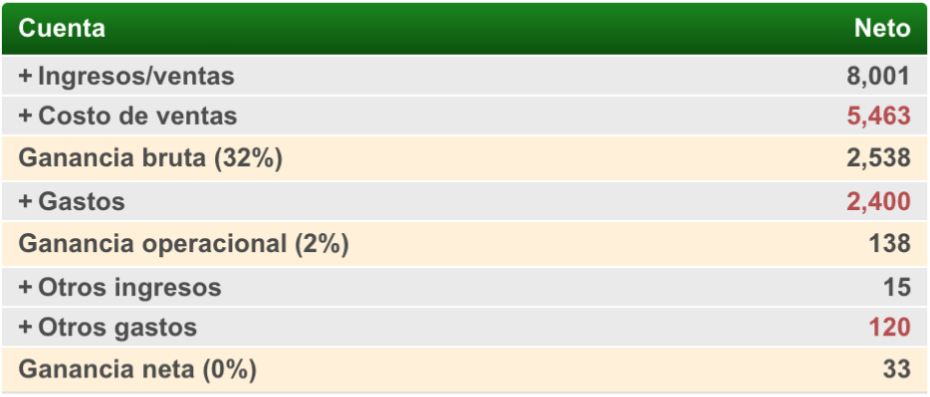 Cuenta Neto
+ Ingresos/ventas 8,001
+ Costo de ventas 5,463
Ganancia bruta (32%) 2,538
+ Gastos 2,400
Ganancia operacional (2%) 138
+ Otros ingresos 15
+ Otros gastos 120
Ganancia neta (0%) 33